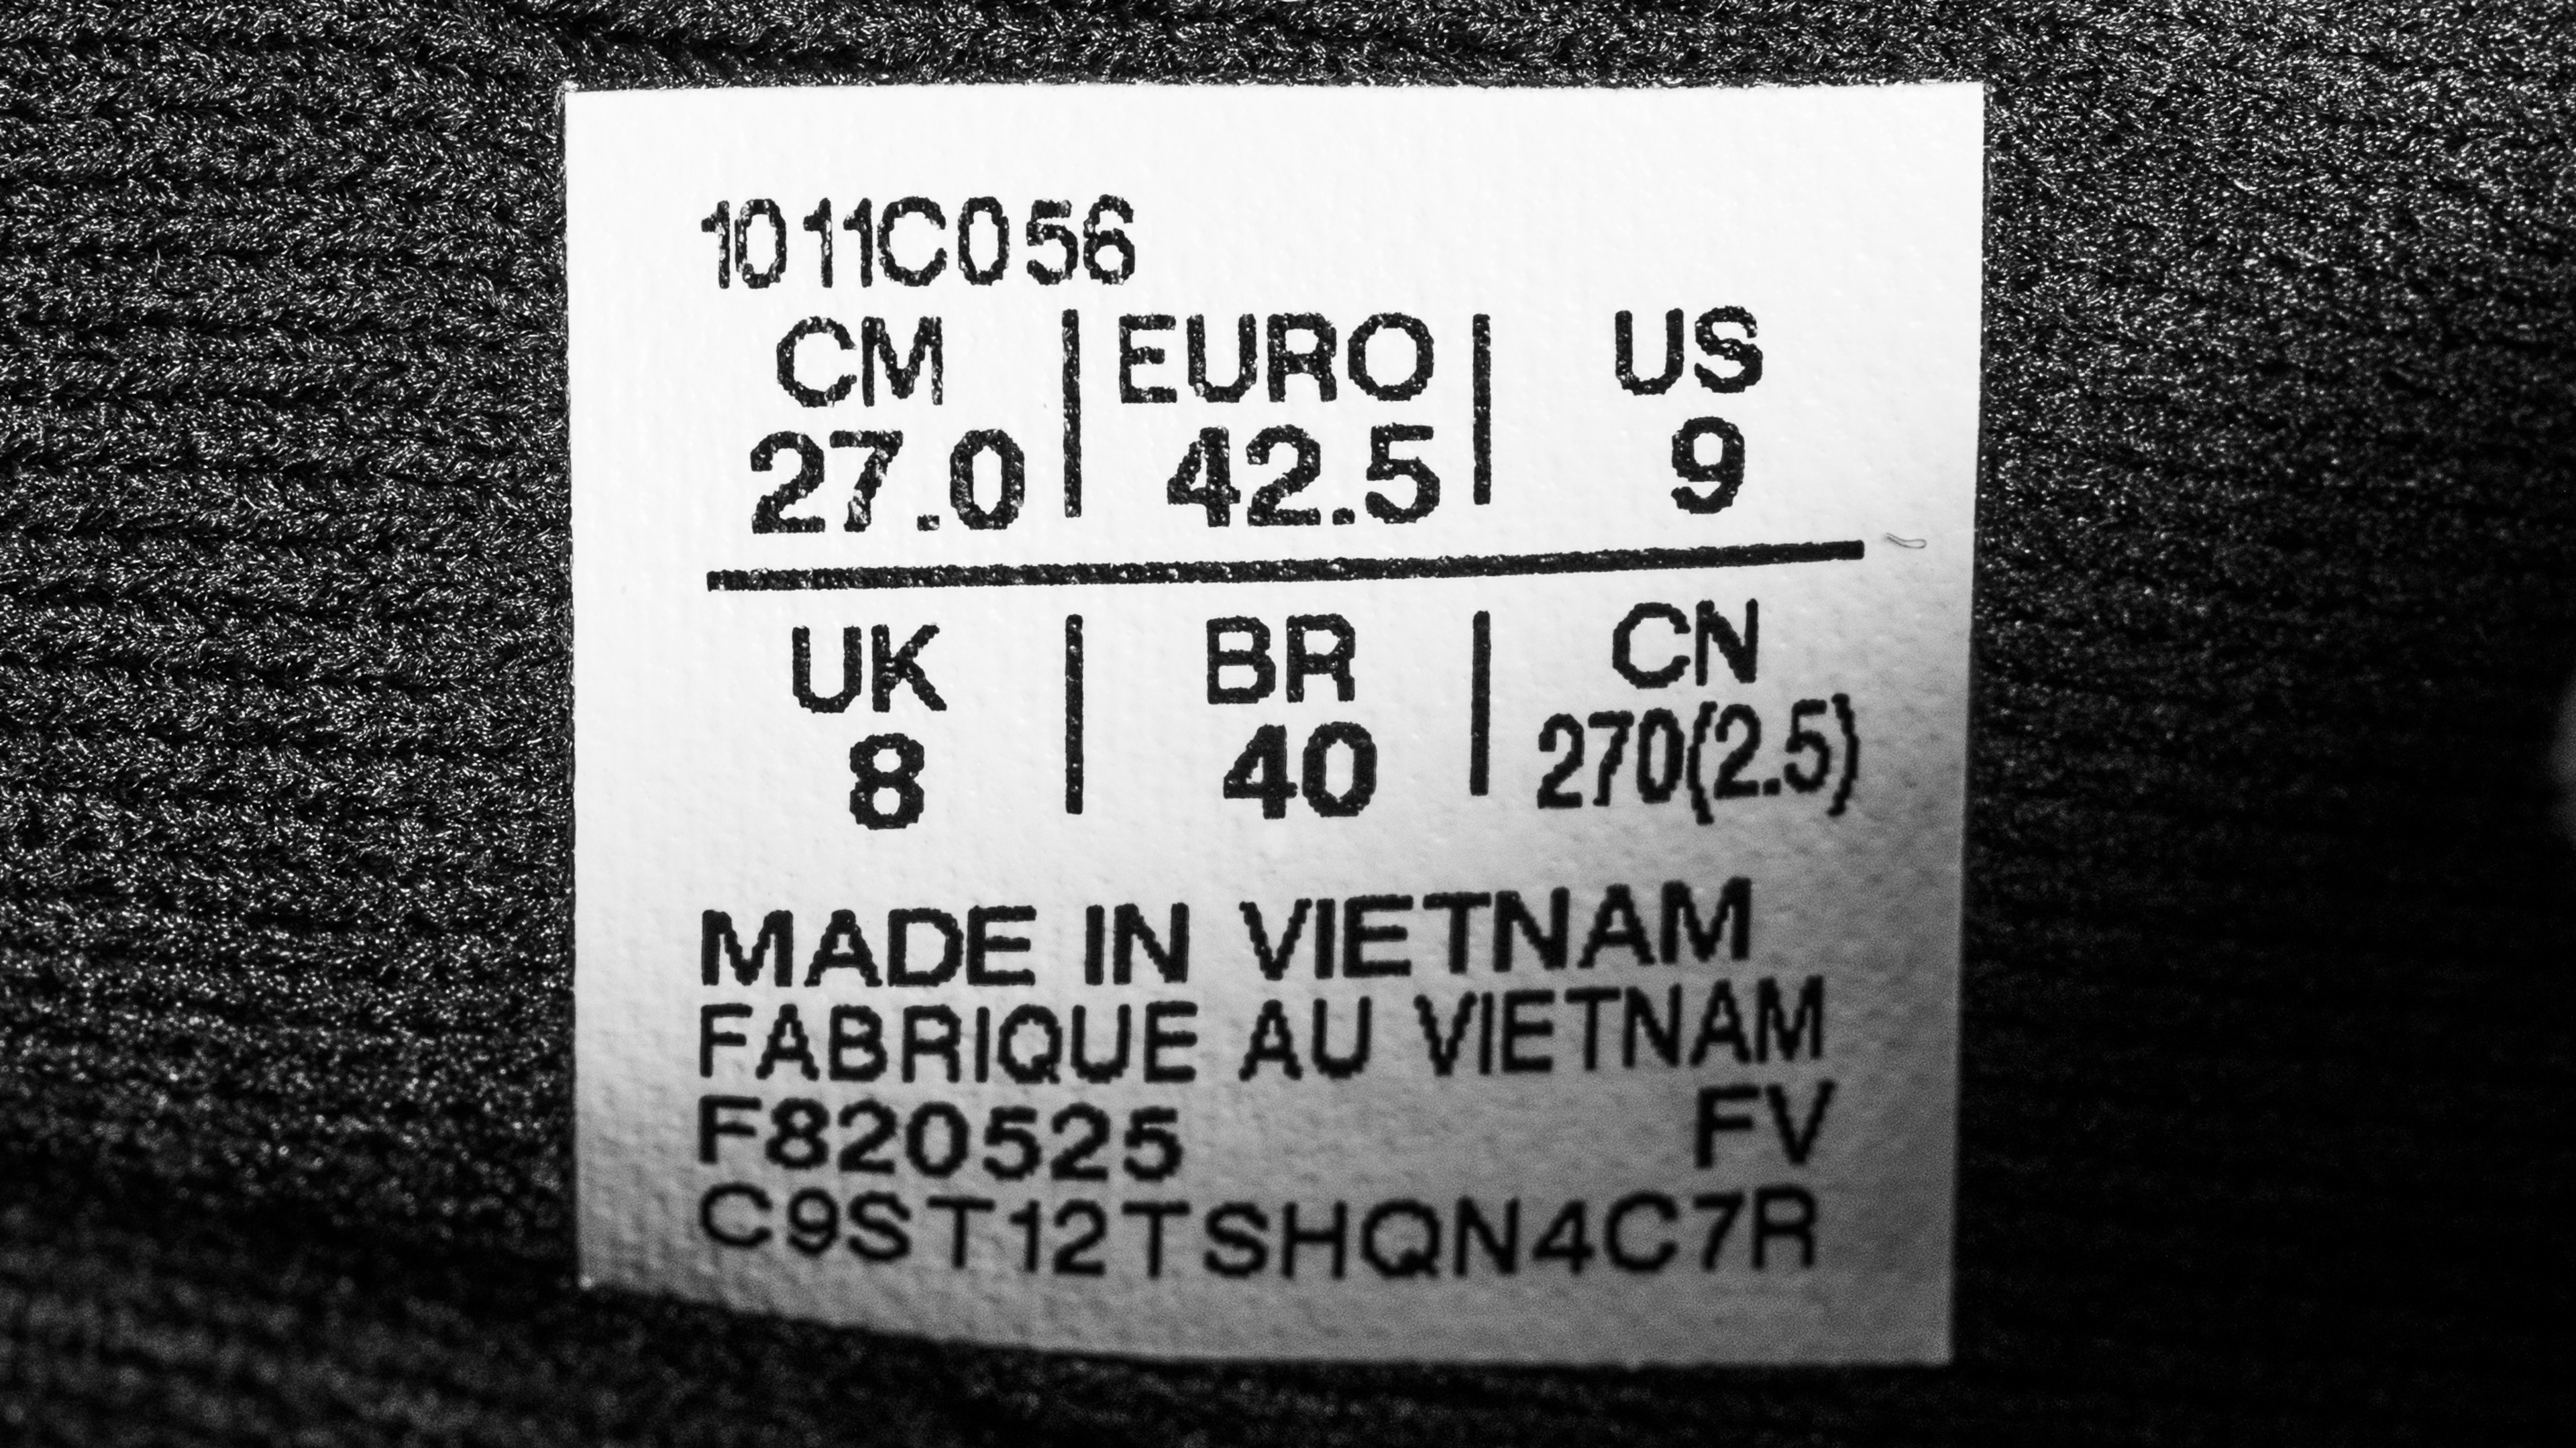 1011C056
CM | EURO | US
27.0 | 42.5 | 9
UK | BR | CN
8 | 40 | 270(2.5)
MADE IN VIETNAM
FABRIQUE AU VIETNAM
F820525 FV
C9ST12TSHQN4C7R